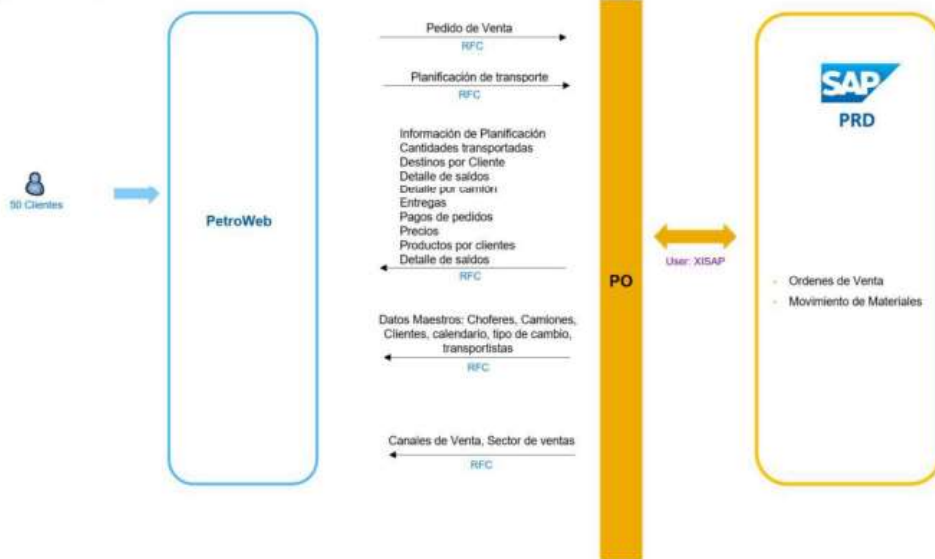 Pedido de Venta
RFC
Planificación de transporte
RFC
Información de Planificación
Cantidades transportadas
Destinos por Cliente
Detalle de saldos
Detalle por camión
Entregas
Pagos de pedidos
Precios
Productos por clientes
Detalle de saldos
RFC
Datos Maestros: Choferes, Camiones,
Clientes, calendario, tipo de cambio,
transportistas
RFC
Canales de Venta, Sector de ventas
RFC
50 Clientes
PetroWeb
PO
User: XISAP
SAP
PRD
- Ordenes de Venta
- Movimiento de Materiales